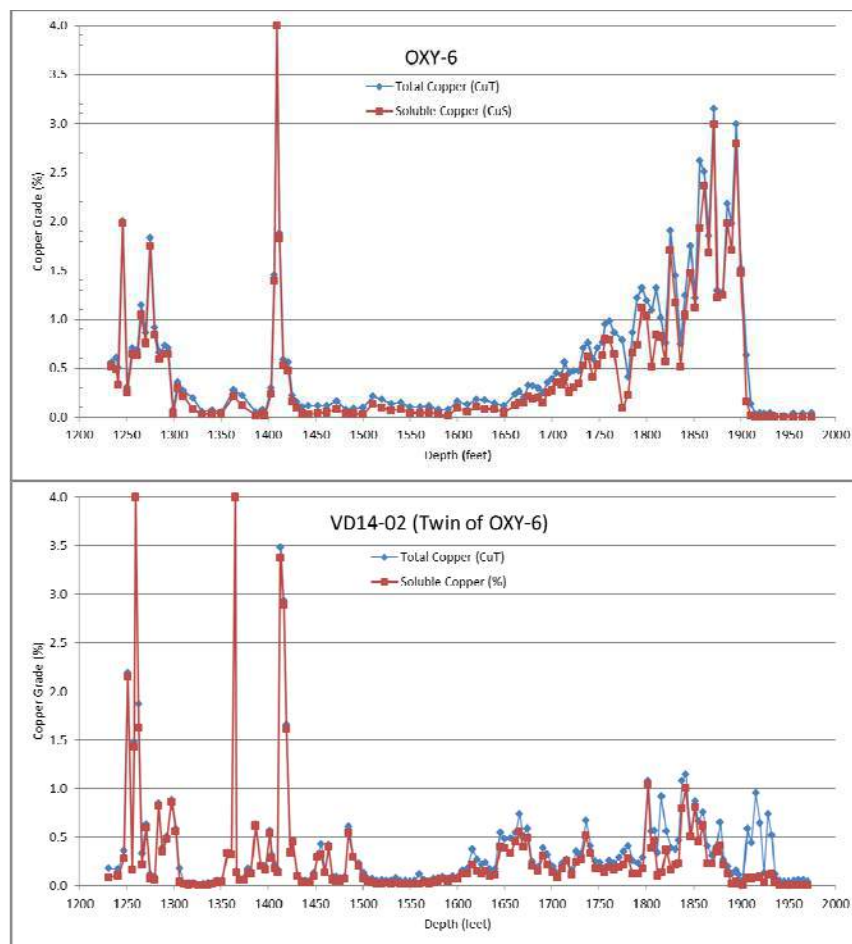 OXY-6
Total Copper (CuT)
Soluble Copper (CuS)
Copper Grade (%)
4.0
3.5
3.0
2.5
2.0
1.5
1.0
0.5
0.0
1200 1250 1300 1350 1400 1450 1500 1550 1600 1650 1700 1750 1800 1850 1900 1950 2000
Depth (feet)
VD14-02 (Twin of OXY-6)
Total Copper (CuT)
Soluble Copper (%)
Copper Grade (%)
4.0
3.5
3.0
2.5
2.0
1.5
1.0
0.5
0.0
1200 1250 1300 1350 1400 1450 1500 1550 1600 1650 1700 1750 1800 1850 1900 1950 2000
Depth (feet)